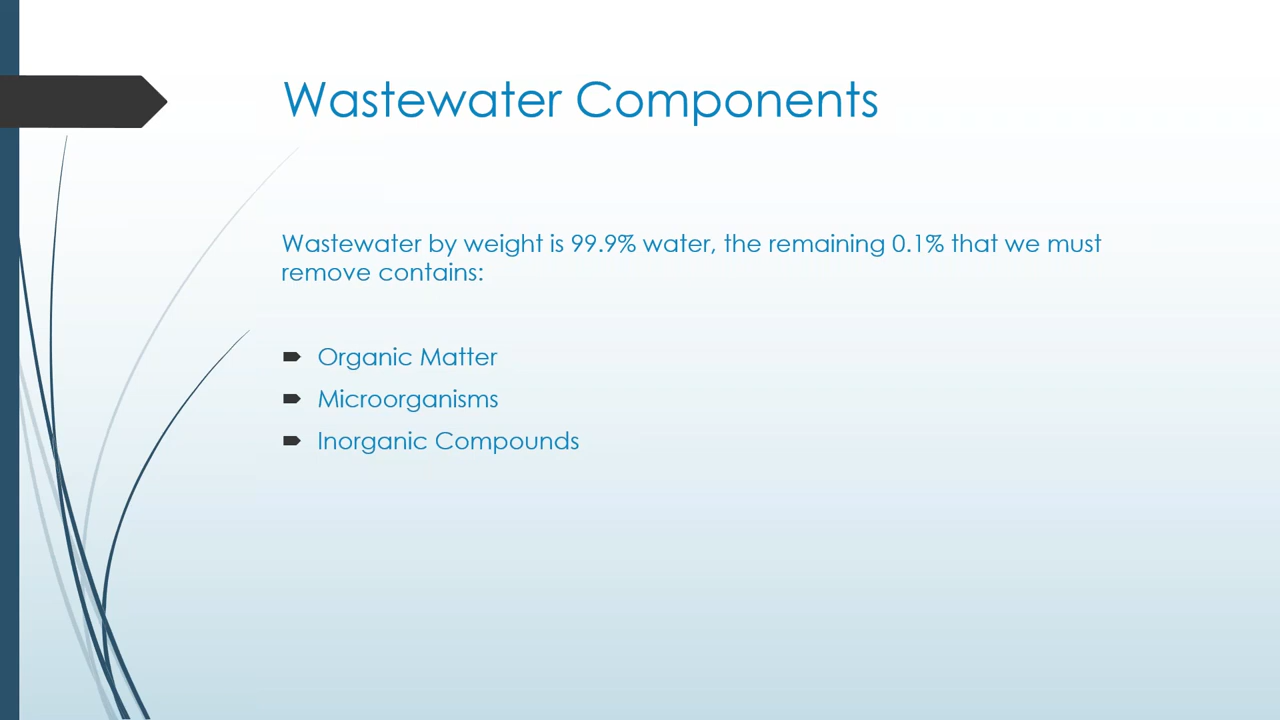 Wastewater Components
Wastewater by weight is 99.9% water, the remaining 0.1% that we must
remove contains:
Organic Matter
Microorganisms
Inorganic Compounds